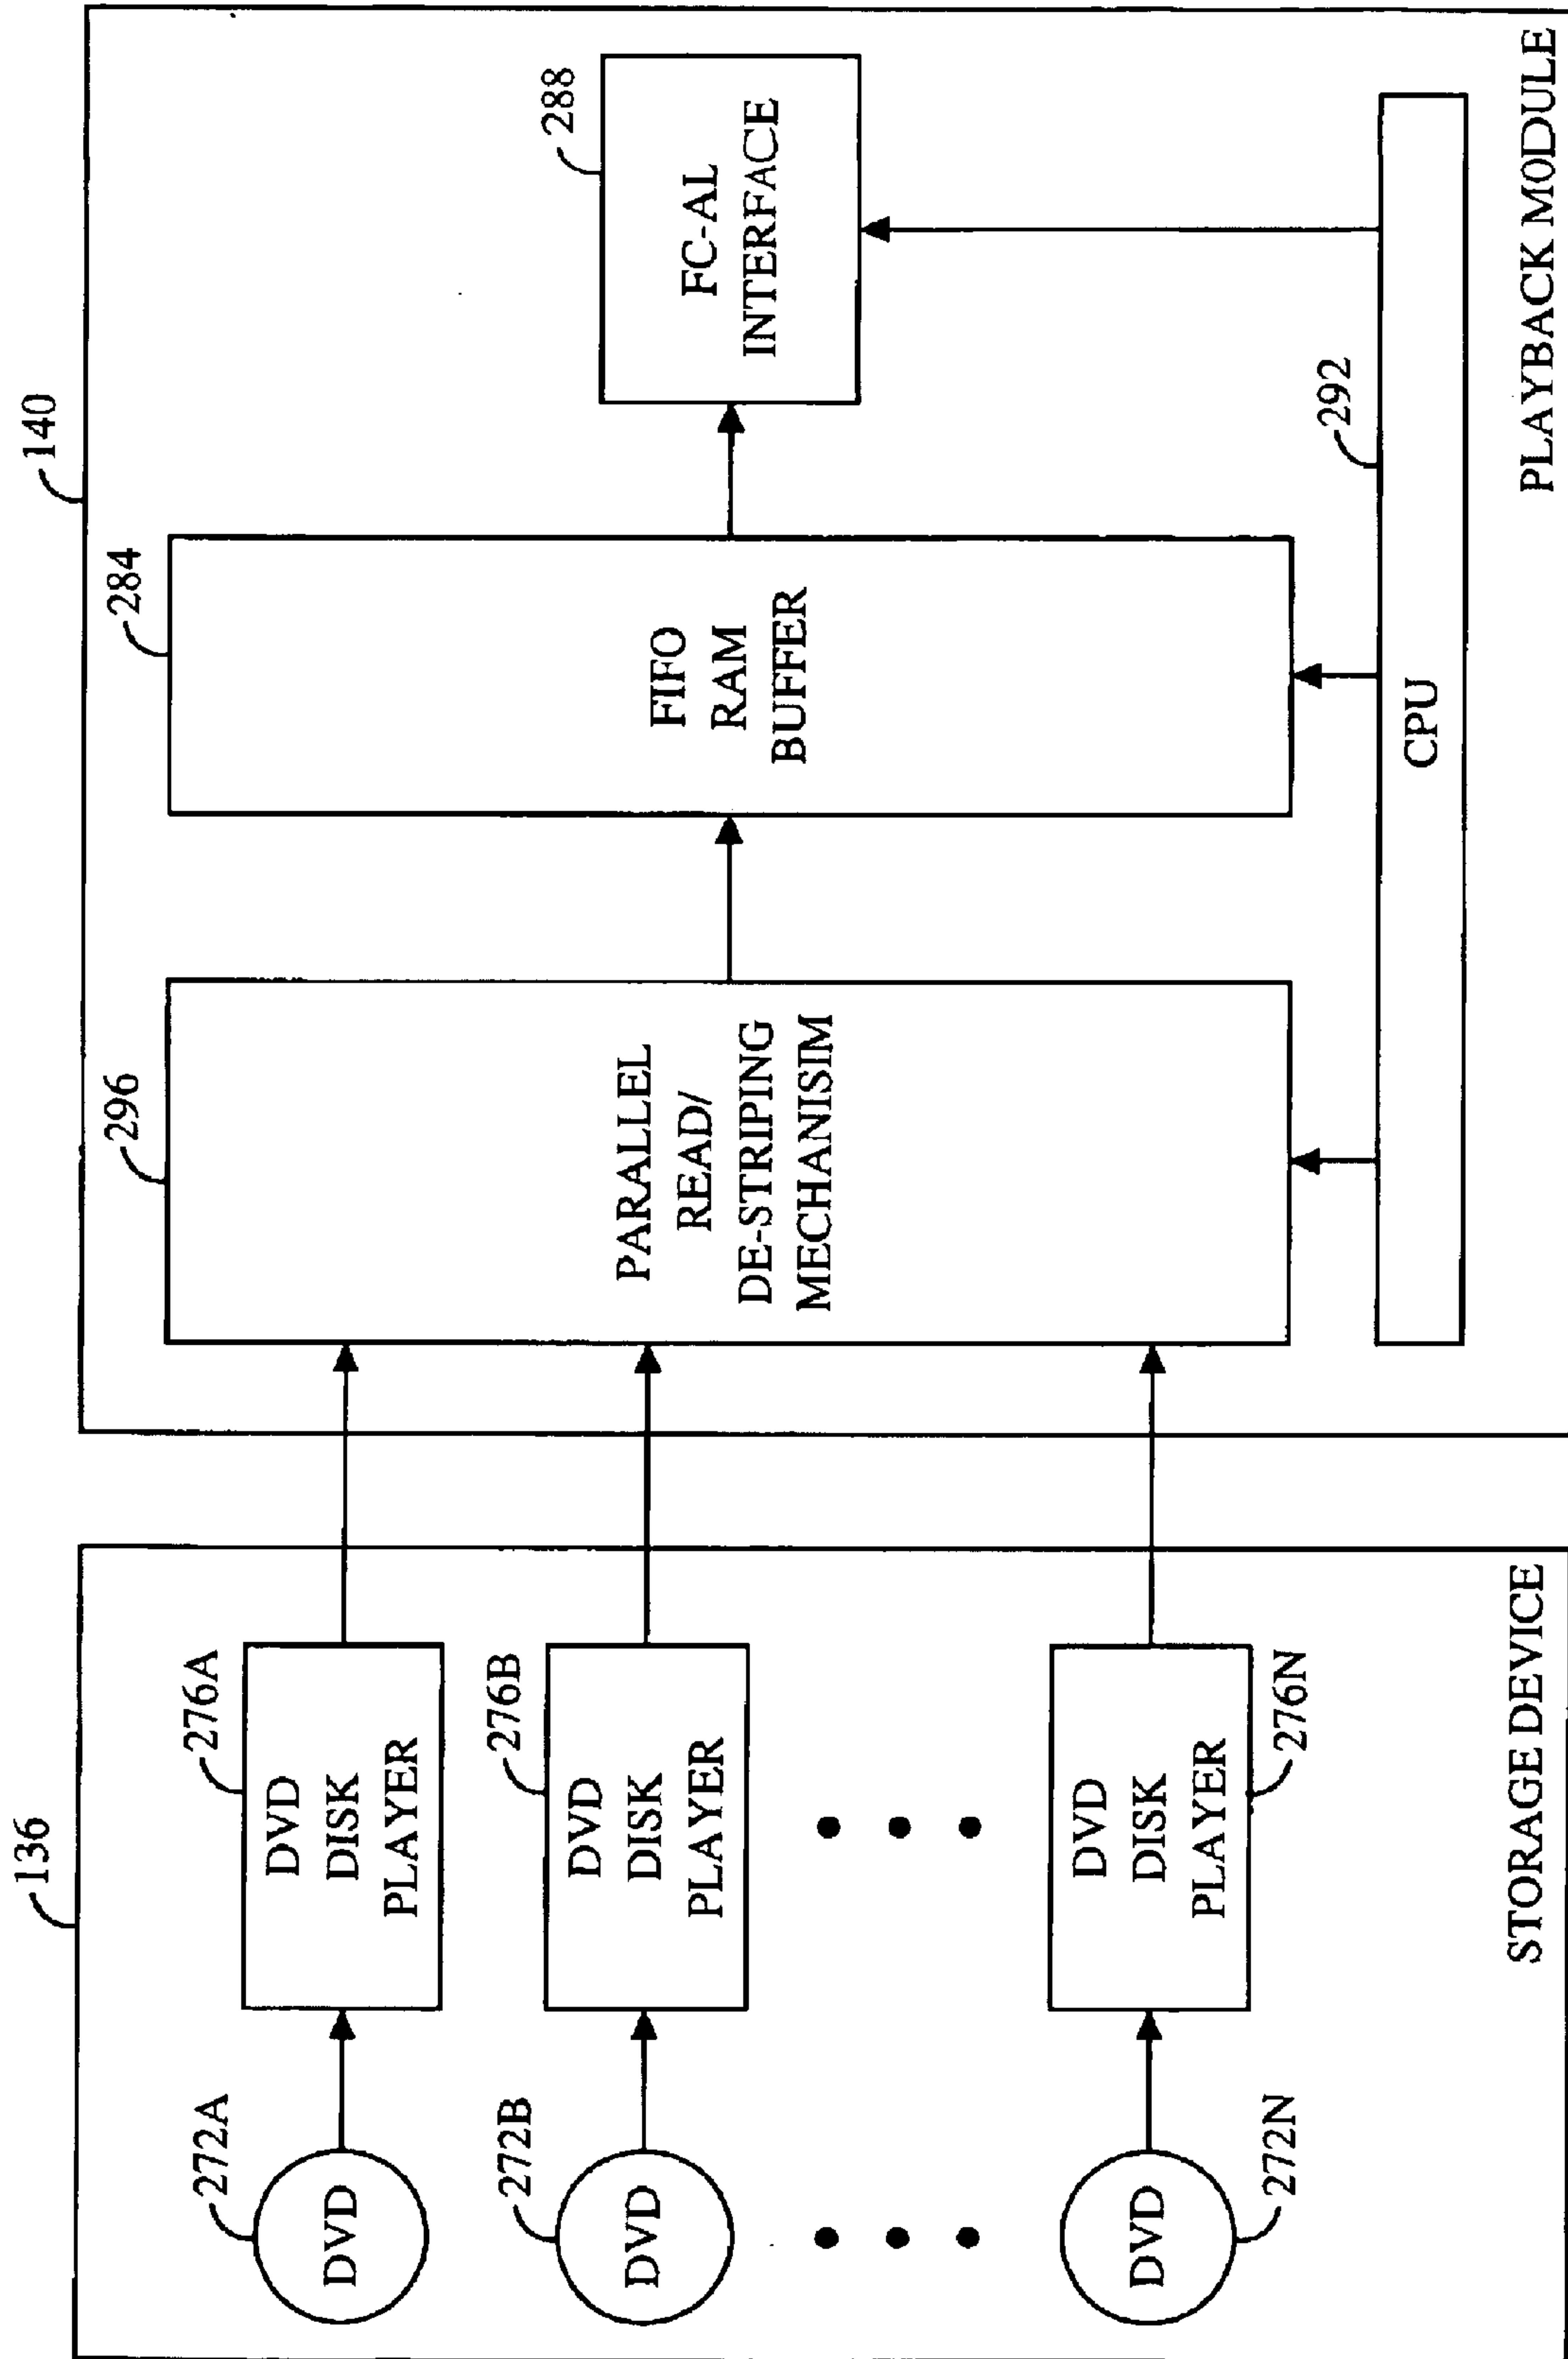 136
272A
DVD
276A
DVD
DISK
PLAYER
272B
DVD
276B
DVD
DISK
PLAYER
272N
DVD
276N
DVD
DISK
PLAYER
STORAGE DEVICE
140
296
PARALLEL
READ/
DE-STRIPING
MECHANISIM
284
FIFO
RAM
BUFFER
288
FC-AL
INTERFACE
292
CPU
PLAYBACK MODULE